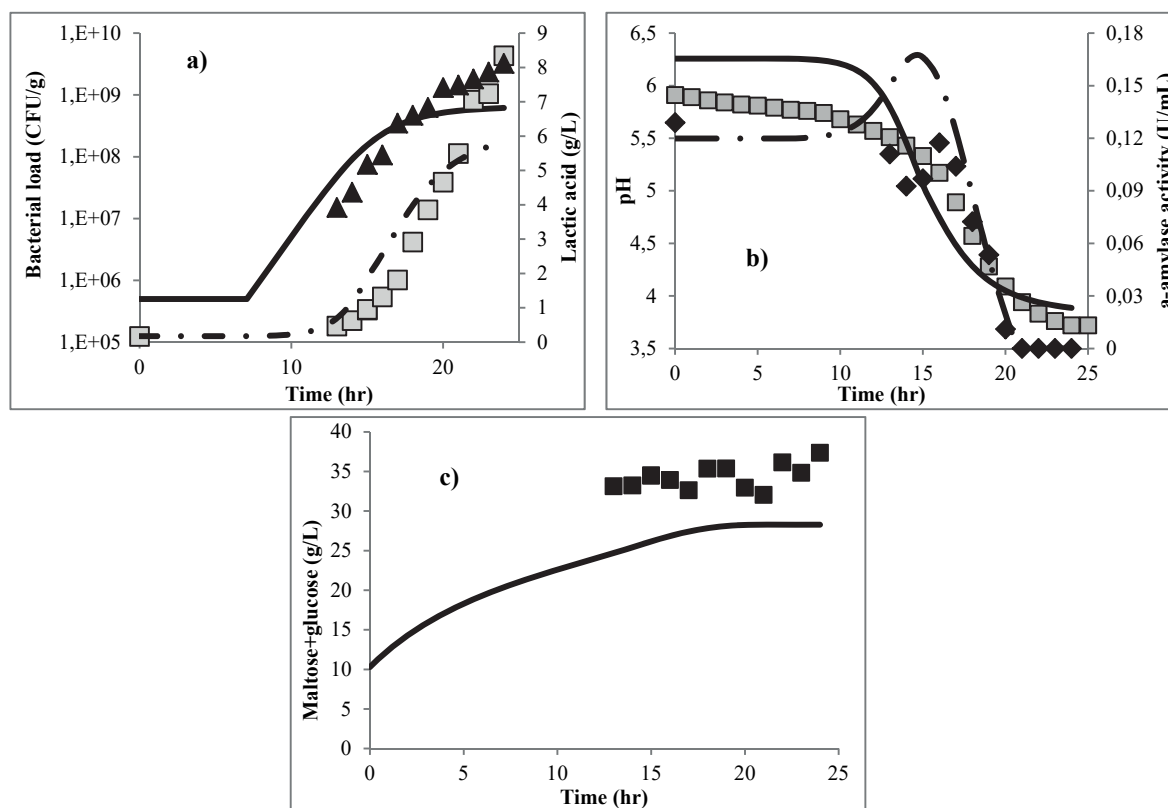 a)
Bacterial load (CFU/g)
1,E+10
1,E+09
1,E+08
1,E+07
1,E+06
1,E+05
9
8
7
6
5
4
3
2
1
0
Lactic acid (g/L)
0 10 20
Time (hr)
b)
pH
6,5
6
5,5
5
4,5
4
3,5
0,18
0,15
0,12
0,09
0,06
0,03
0
a-amylase activity (U/mL)
0 5 10 15 20 25
Time (hr)
c)
Maltose+glucose (g/L)
40
35
30
25
20
15
10
5
0
0 5 10 15 20 25
Time (hr)